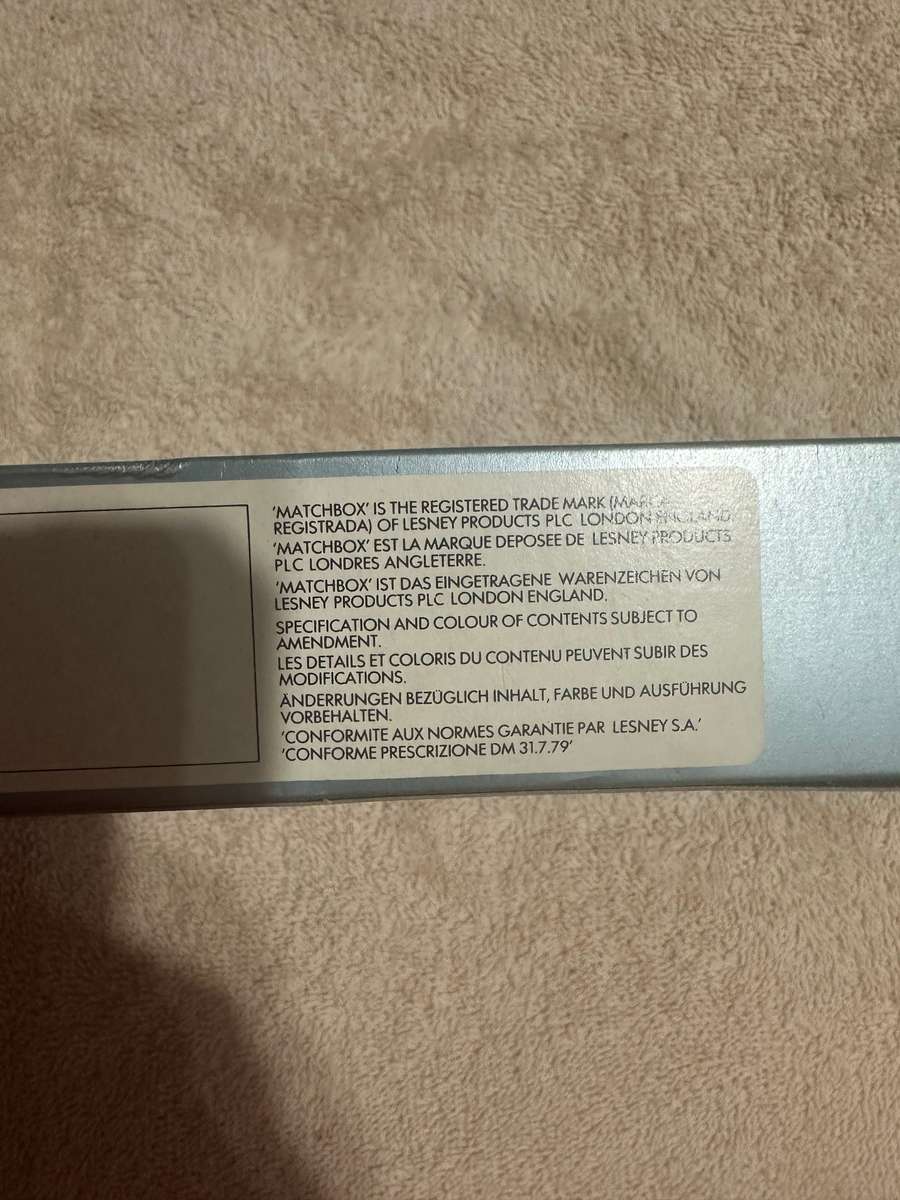 'MATCHBOX' IS THE REGISTERED TRADE MARK (MARCA
REGISTRADA) OF LESNEY PRODUCTS PLC LONDON ENGLAND.
'MATCHBOX' EST LA MARQUE DEPOSEE DE LESNEY PRODUCTS
PLC LONDRES ANGLETERRE.
'MATCHBOX' IST DAS EINGETRAGENE WARENZEICHEN VON
LESNEY PRODUCTS PLC LONDON ENGLAND.
SPECIFICATION AND COLOUR OF CONTENTS SUBJECT TO
AMENDMENT.
LES DETAILS ET COLORIS DU CONTENU PEUVENT SUBIR DES
MODIFICATIONS.
ÄNDERRUNGEN BEZÜGLICH INHALT, FARBE UND AUSFÜHRUNG
VORBEHALTEN.
'CONFORMITE AUX NORMES GARANTIE PAR LESNEY S.A.'
'CONFORME PRESCRIZIONE DM 31.7.79'